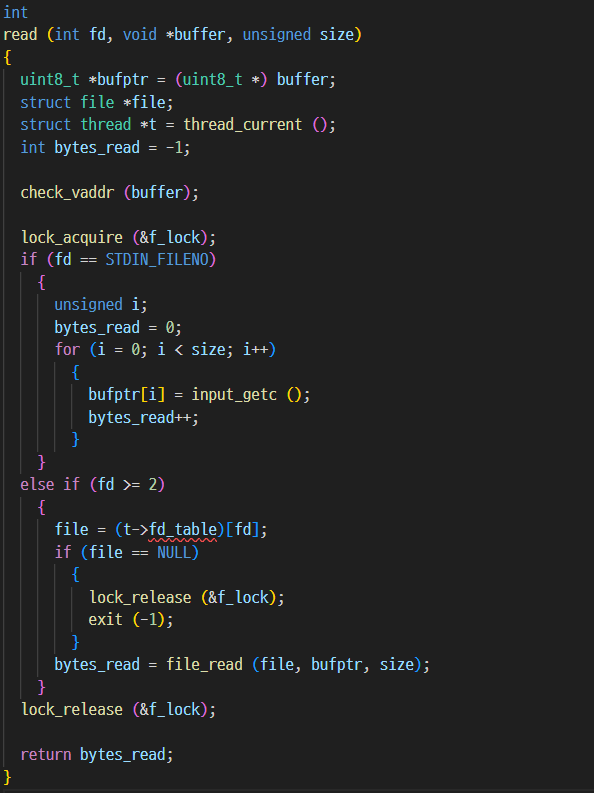 int
read (int fd, void *buffer, unsigned size)
{
  uint8_t *bufptr = (uint8_t *) buffer;
  struct file *file;
  struct thread *t = thread_current ();
  int bytes_read = -1;

  check_vaddr (buffer);

  lock_acquire (&f_lock);
  if (fd == STDIN_FILENO)
    {
      unsigned i;
      bytes_read = 0;
      for (i = 0; i < size; i++)
        {
          bufptr[i] = input_getc ();
          bytes_read++;
        }
    }
  else if (fd >= 2)
    {
      file = (t->fd_table)[fd];
      if (file == NULL)
        {
          lock_release (&f_lock);
          exit (-1);
        }
      bytes_read = file_read (file, bufptr, size);
    }
  lock_release (&f_lock);

  return bytes_read;
}